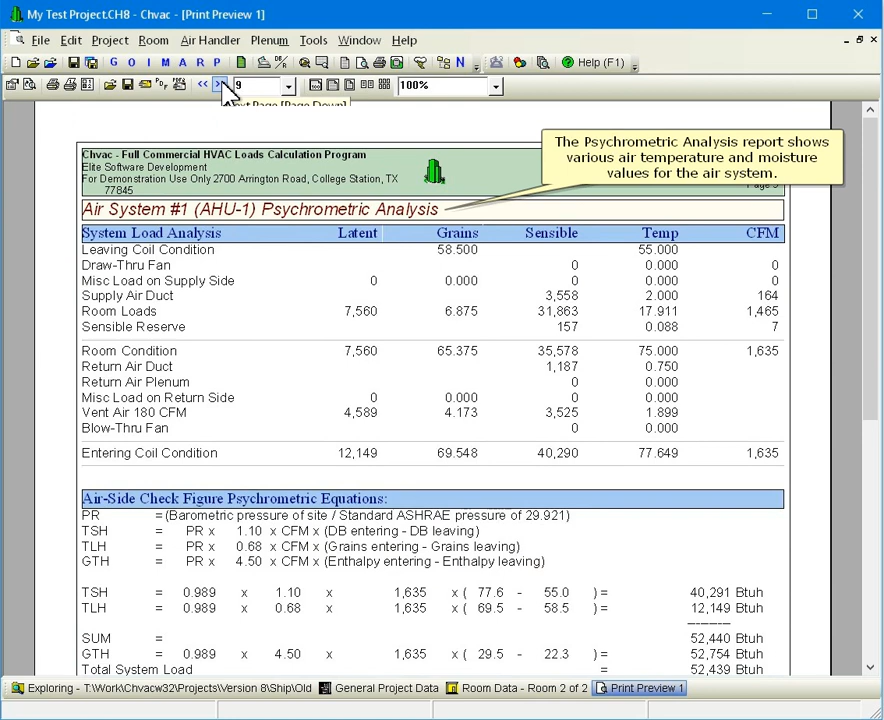 My Test Project.CH8 - Chvac - [Print Preview 1]
File Edit Project Room Air Handler Plenum Tools Window Help
G O I M A R P N Help (F1)
<< > 9 100%
Next Page [Page Down]
The Psychrometric Analysis report shows
various air temperature and moisture
values for the air system.
Chvac - Full Commercial HVAC Loads Calculation Program
Elite Software Development
For Demonstration Use Only 2700 Arrington Road, College Station, TX
77845
Page 9
Air System #1 (AHU-1) Psychrometric Analysis
System Load Analysis Latent Grains Sensible Temp CFM
Leaving Coil Condition 58.500 55.000
Draw-Thru Fan 0 0.000 0
Misc Load on Supply Side 0 0.000 0 0.000 0
Supply Air Duct 3,558 2.000 164
Room Loads 7,560 6.875 31,863 17.911 1,465
Sensible Reserve 157 0.088 7
Room Condition 7,560 65.375 35,578 75.000 1,635
Return Air Duct 1,187 0.750
Return Air Plenum 0 0.000
Misc Load on Return Side 0 0.000 0 0.000
Vent Air 180 CFM 4,589 4.173 3,525 1.899
Blow-Thru Fan 0 0.000
Entering Coil Condition 12,149 69.548 40,290 77.649 1,635
Air-Side Check Figure Psychrometric Equations:
PR =(Barometric pressure of site / Standard ASHRAE pressure of 29.921)
TSH = PR x 1.10 x CFM x (DB entering - DB leaving)
TLH = PR x 0.68 x CFM x (Grains entering - Grains leaving)
GTH = PR x 4.50 x CFM x (Enthalpy entering - Enthalpy leaving)
TSH = 0.989 x 1.10 x 1,635 x ( 77.6 - 55.0 ) = 40,291 Btuh
TLH = 0.989 x 0.68 x 1,635 x ( 69.5 - 58.5 ) = 12,149 Btuh
---------
SUM = 52,440 Btuh
GTH = 0.989 x 4.50 x 1,635 x ( 29.5 - 22.3 ) = 52,754 Btuh
Total System Load = 52,439 Btuh
Exploring - T:\Work\Chvacw32\Projects\Version 8\Ship\Old General Project Data Room Data - Room 2 of 2 Print Preview 1